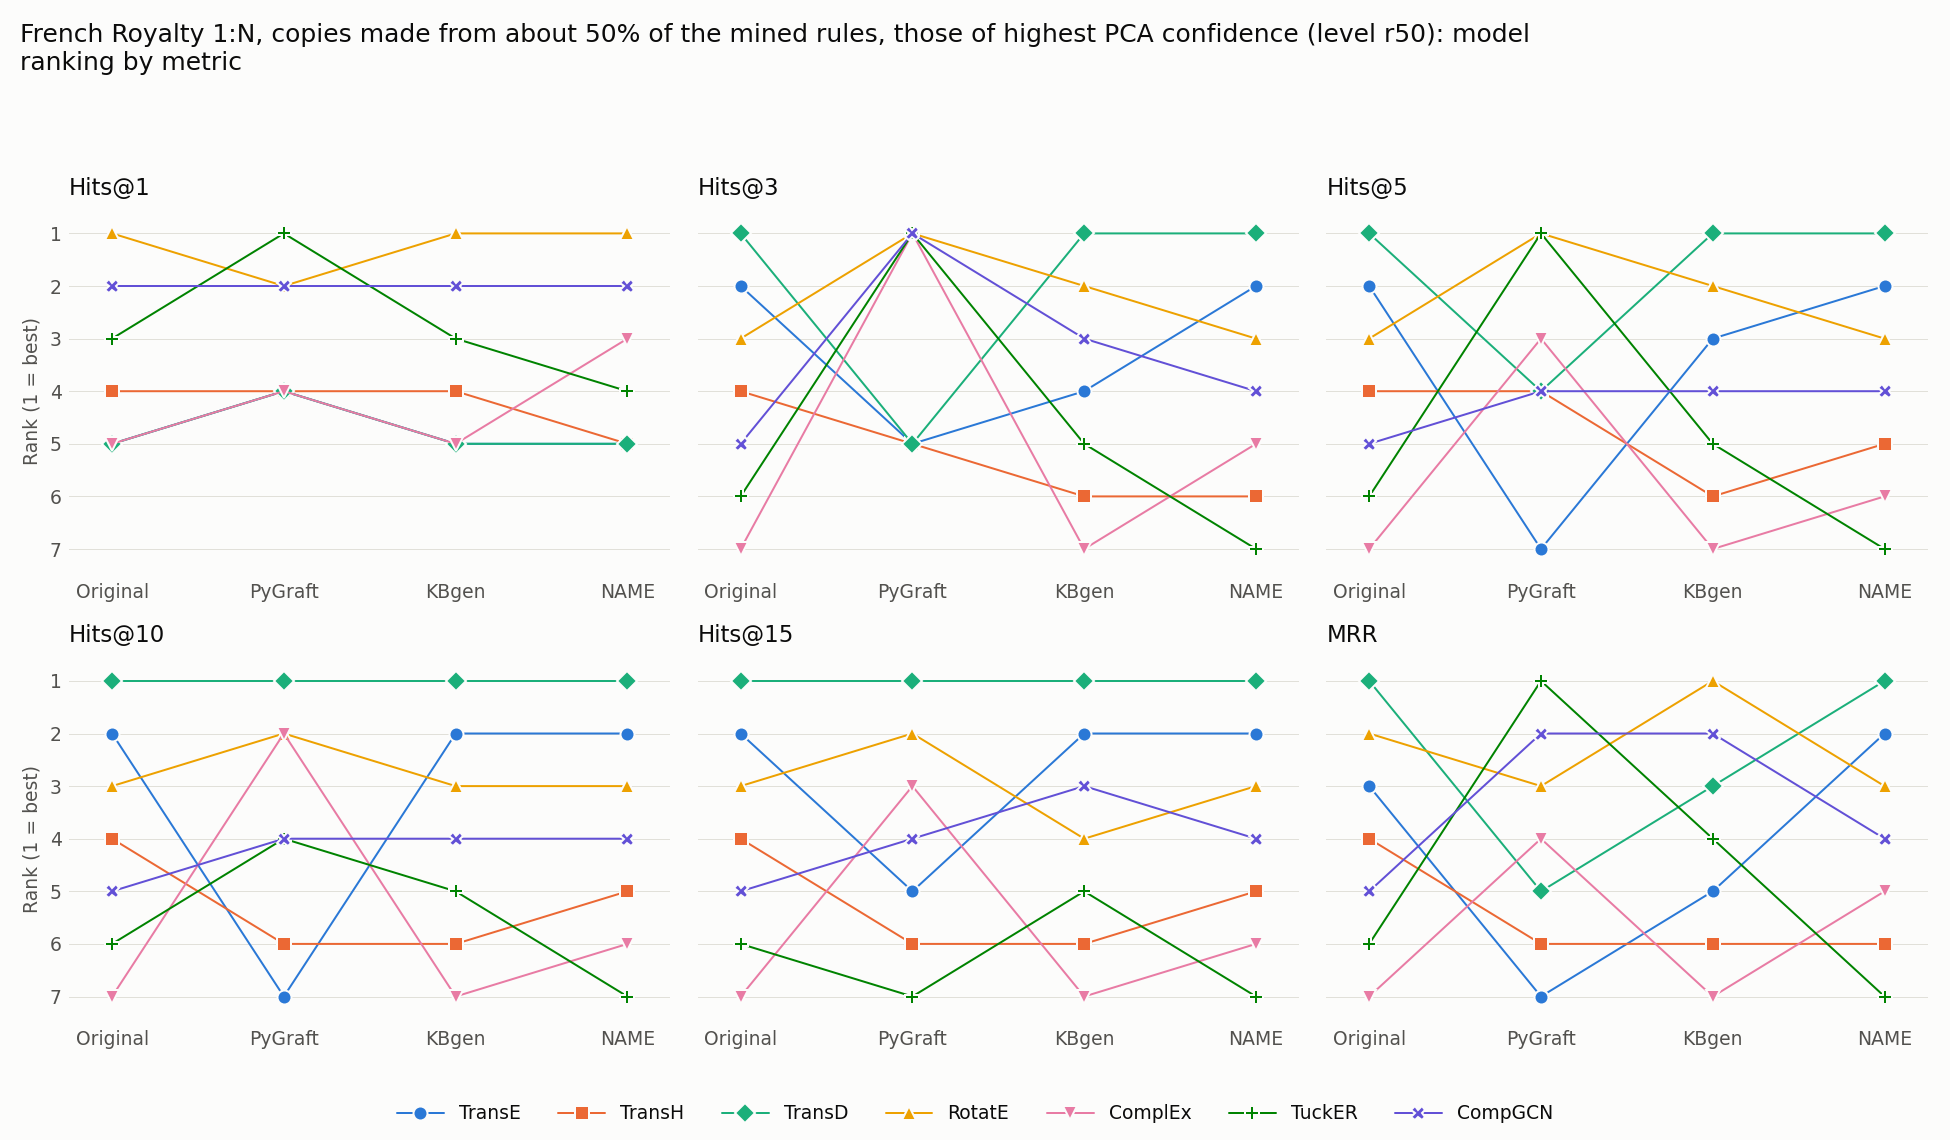 French Royalty 1:N, copies made from about 50% of the mined rules, those of highest PCA confidence (level r50): model
ranking by metric
Hits@1
Hits@3
Hits@5
Rank (1 = best)
1
2
3
4
5
6
7
Original PyGraft KBgen NAME
Original PyGraft KBgen NAME
Original PyGraft KBgen NAME
Hits@10
Hits@15
MRR
Rank (1 = best)
1
2
3
4
5
6
7
Original PyGraft KBgen NAME
Original PyGraft KBgen NAME
Original PyGraft KBgen NAME
TransE TransH TransD RotatE ComplEx TuckER CompGCN